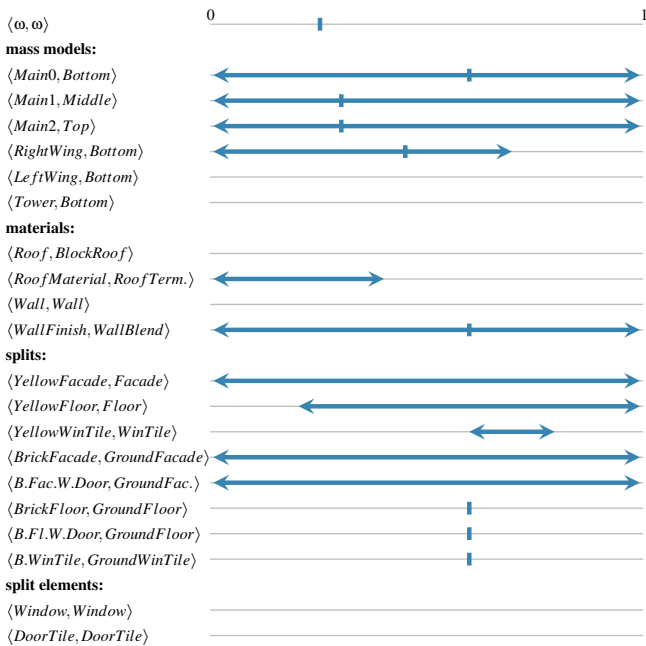 0 1
⟨ω,ω⟩
mass models:
⟨Main0,Bottom⟩
⟨Main1,Middle⟩
⟨Main2,Top⟩
⟨RightWing,Bottom⟩
⟨LeftWing,Bottom⟩
⟨Tower,Bottom⟩
materials:
⟨Roof,BlockRoof⟩
⟨RoofMaterial,RoofTerm.⟩
⟨Wall,Wall⟩
⟨WallFinish,WallBlend⟩
splits:
⟨YellowFacade,Facade⟩
⟨YellowFloor,Floor⟩
⟨YellowWinTile,WinTile⟩
⟨BrickFacade,GroundFacade⟩
⟨B.Fac.W.Door,GroundFac.⟩
⟨BrickFloor,GroundFloor⟩
⟨B.Fl.W.Door,GroundFloor⟩
⟨B.WinTile,GroundWinTile⟩
split elements:
⟨Window,Window⟩
⟨DoorTile,DoorTile⟩